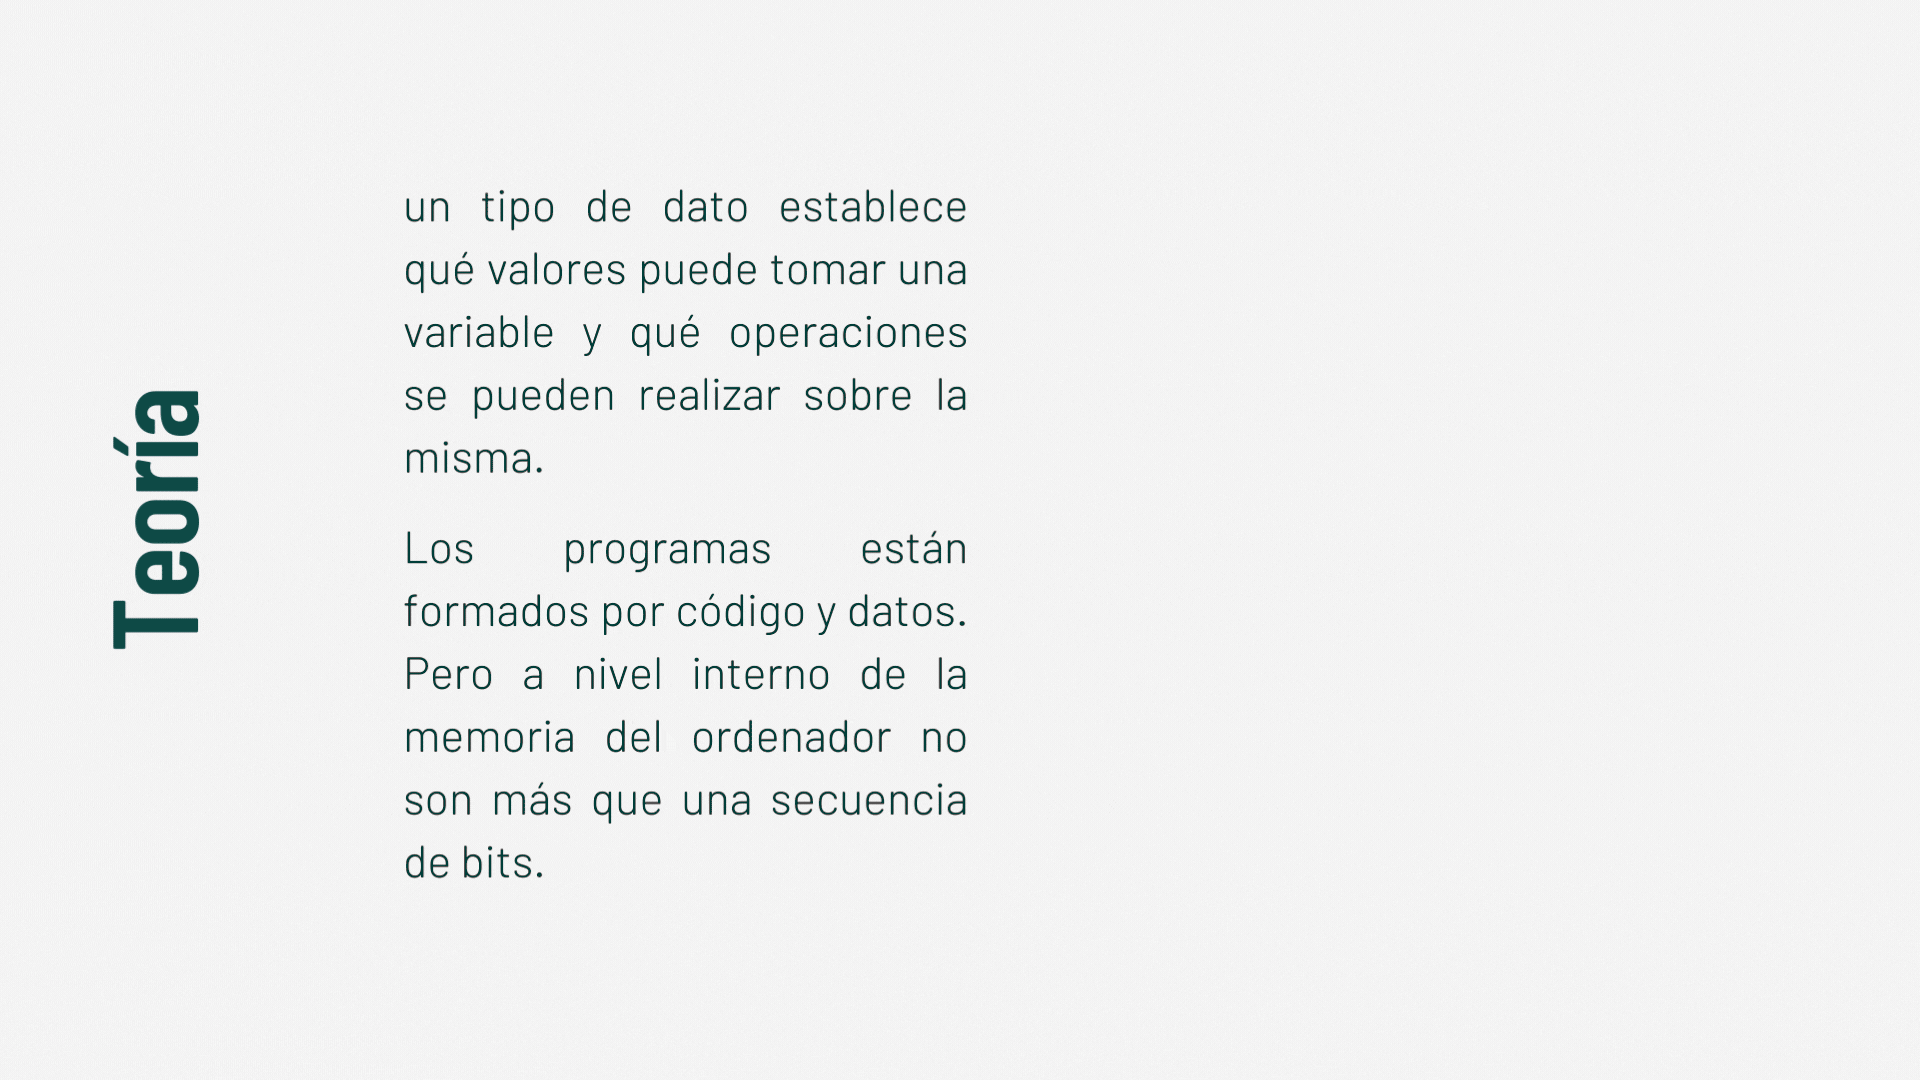 Teoría
un tipo de dato establece
qué valores puede tomar una
variable y qué operaciones
se pueden realizar sobre la
misma.
Los programas están
formados por código y datos.
Pero a nivel interno de la
memoria del ordenador no
son más que una secuencia
de bits.